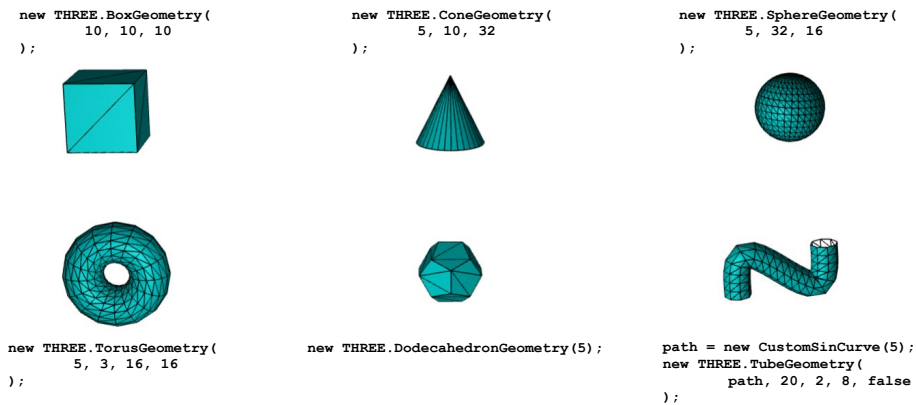 new THREE.BoxGeometry(
10, 10, 10
);
new THREE.ConeGeometry(
5, 10, 32
);
new THREE.SphereGeometry(
5, 32, 16
);
new THREE.TorusGeometry(
5, 3, 16, 16
);
new THREE.DodecahedronGeometry(5);
path = new CustomSinCurve(5);
new THREE.TubeGeometry(
path, 20, 2, 8, false
);